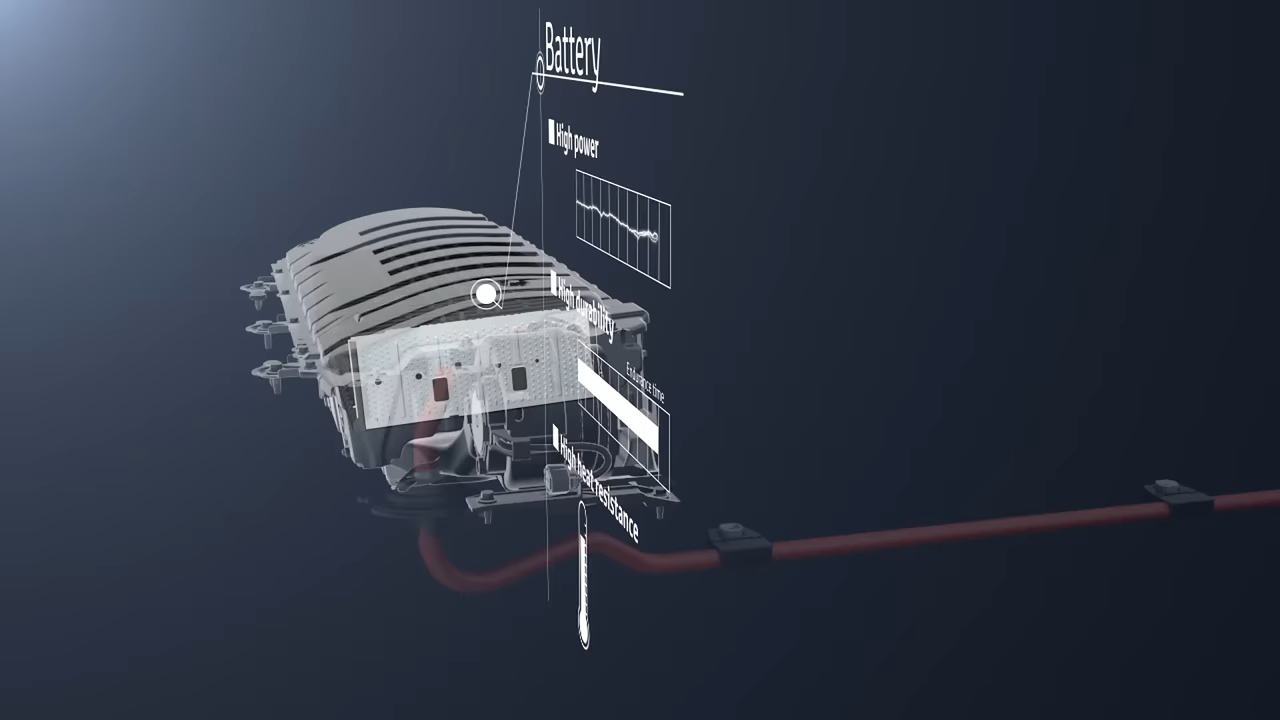 Battery
High power
High durability
Endurance time
High heat resistance